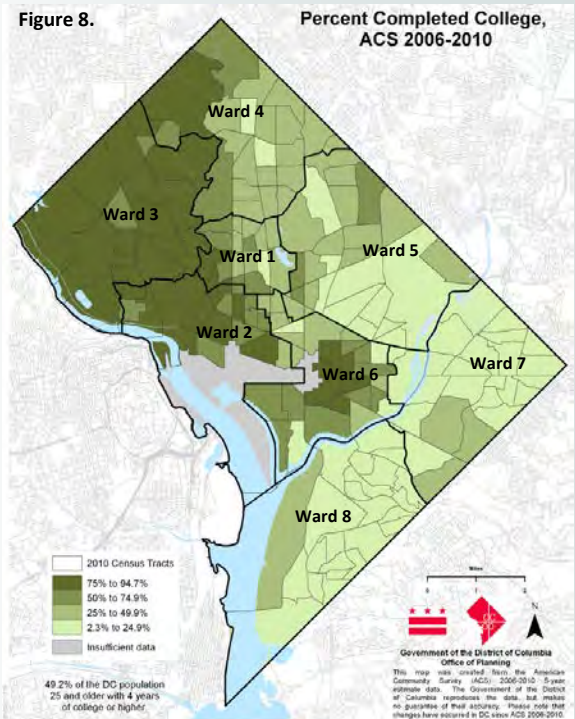 Figure 8.
Percent Completed College,
ACS 2006-2010
Ward 4
Ward 3
Ward 1
Ward 5
Ward 2
Ward 7
Ward 6
Ward 8
2010 Census Tracts
75% to 94.7%
50% to 74.9%
25% to 49.9%
2.3% to 24.9%
Insufficient data
49.2% of the DC population
25 and older with 4 years
of college or higher
Miles
0 1 2
N
Government of the District of Columbia
Office of Planning
This map was created from the American
Community Survey (ACS) 2006-2010 5-year
estimate data. The Government of the District
of Columbia reproduces the data, but makes
no guarantee of their accuracy. Please note that
changes have occurred in DC since ACS 2006-2010.